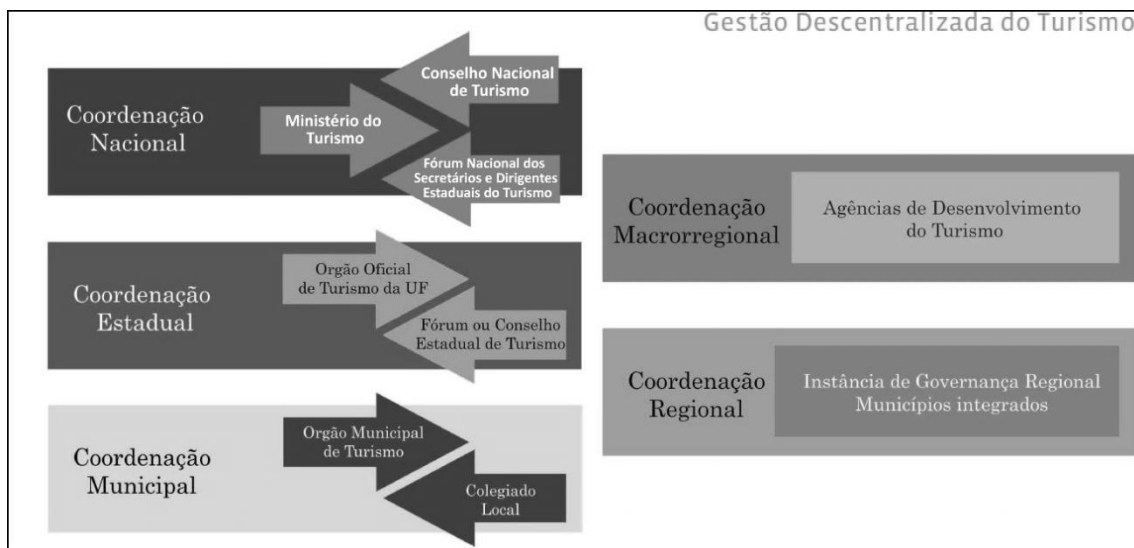 Gestão Descentralizada do Turismo
Coordenação
Nacional
Conselho Nacional
de Turismo
Ministério do
Turismo
Fórum Nacional dos
Secretários e Dirigentes
Estaduais do Turismo
Coordenação
Estadual
Orgão Oficial
de Turismo da UF
Fórum ou Conselho
Estadual de Turismo
Coordenação
Municipal
Orgão Municipal
de Turismo
Colegiado
Local
Coordenação
Macrorregional
Agências de Desenvolvimento
do Turismo
Coordenação
Regional
Instância de Governança Regional
Municípios integrados